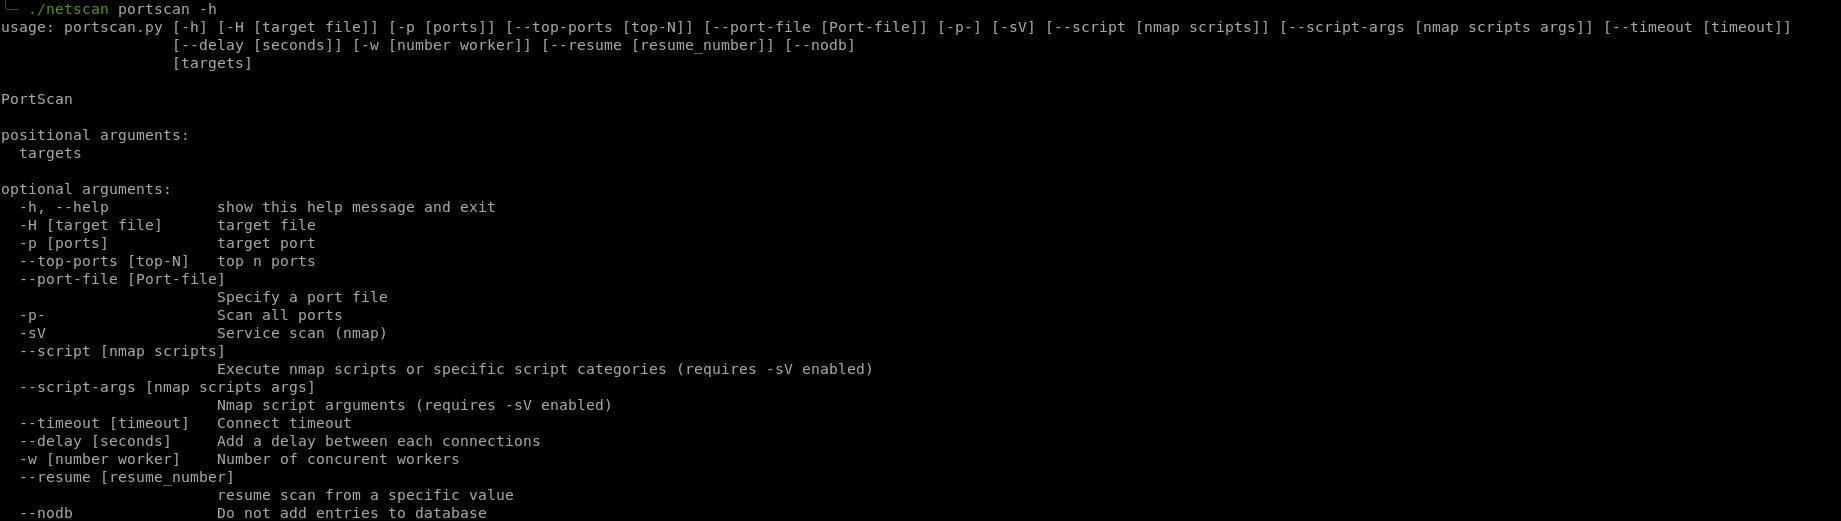 ./netscan portscan -h
usage: portscan.py [-h] [-H [target file]] [-p [ports]] [--top-ports [top-N]] [--port-file [Port-file]] [-p-] [-sV] [--script [nmap scripts]] [--script-args [nmap scripts args]] [--timeout [timeout]]
                   [--delay [seconds]] [-w [number worker]] [--resume [resume_number]] [--nodb]
                   [targets]

PortScan

positional arguments:
  targets

optional arguments:
  -h, --help            show this help message and exit
  -H [target file]      target file
  -p [ports]            target port
  --top-ports [top-N]   top n ports
  --port-file [Port-file]
                        Specify a port file
  -p-                   Scan all ports
  -sV                   Service scan (nmap)
  --script [nmap scripts]
                        Execute nmap scripts or specific script categories (requires -sV enabled)
  --script-args [nmap scripts args]
                        Nmap script arguments (requires -sV enabled)
  --timeout [timeout]   Connect timeout
  --delay [seconds]     Add a delay between each connections
  -w [number worker]    Number of concurent workers
  --resume [resume_number]
                        resume scan from a specific value
  --nodb                Do not add entries to database